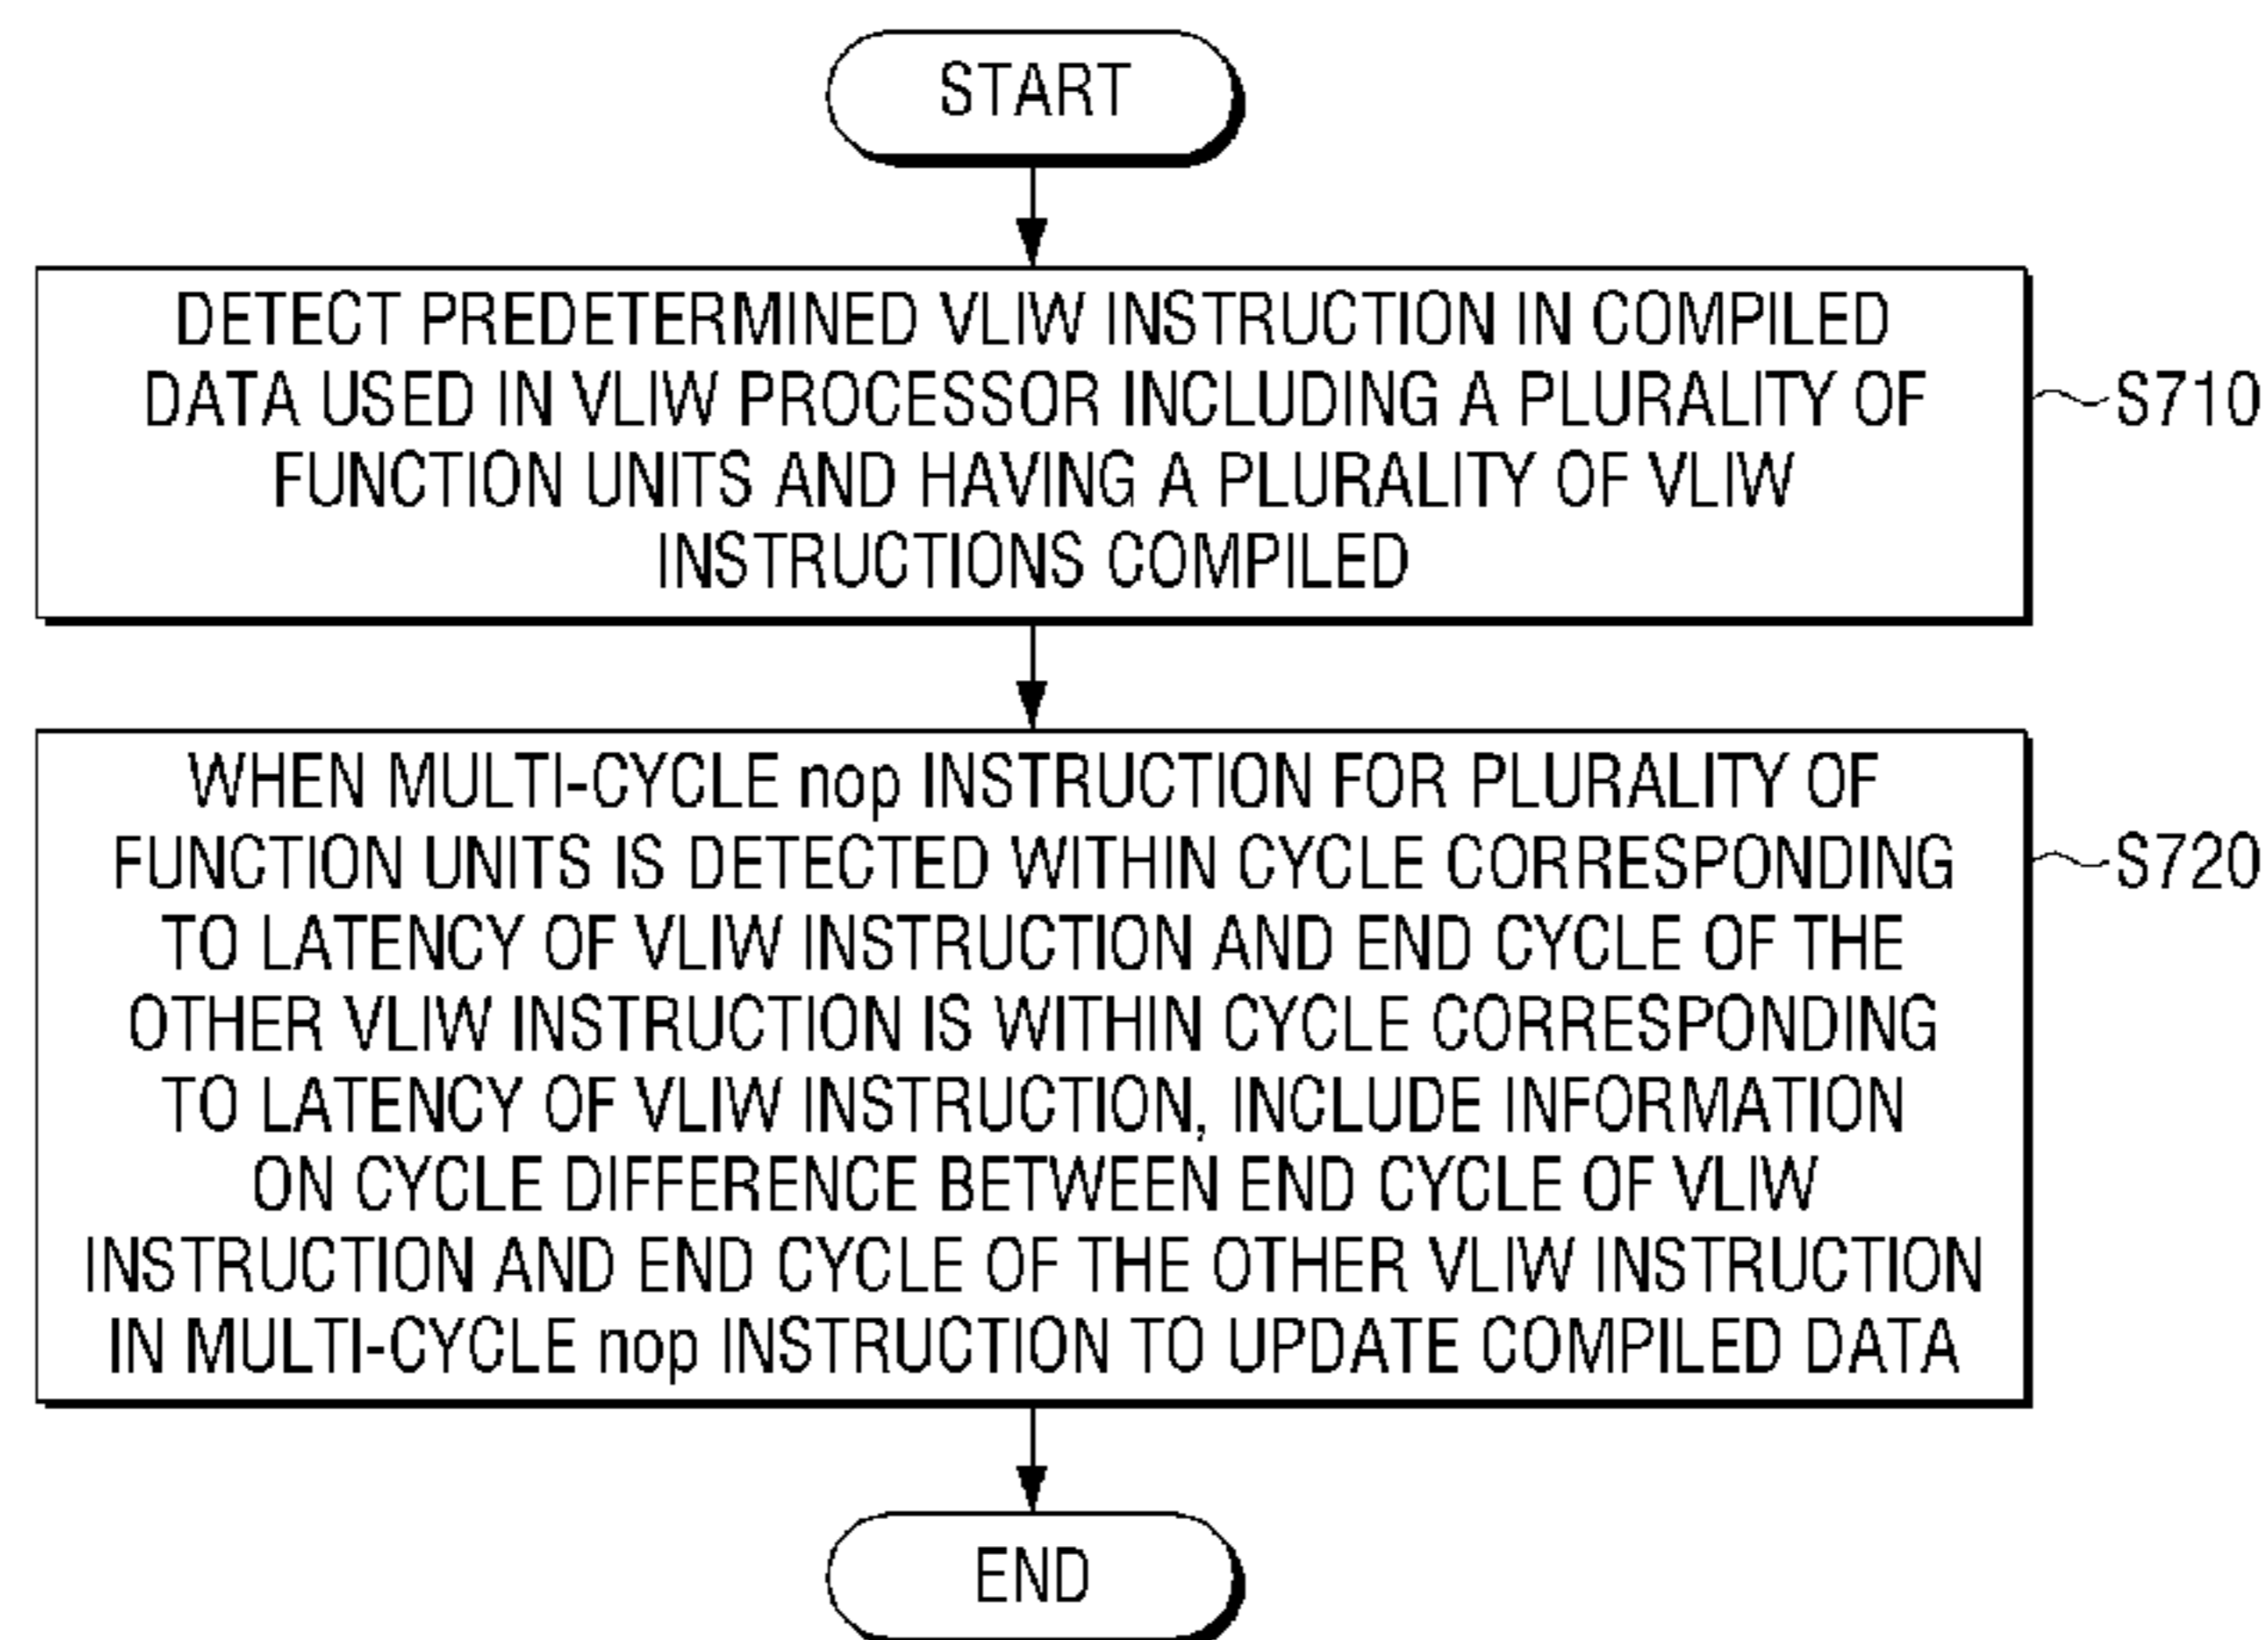 START
DETECT PREDETERMINED VLIW INSTRUCTION IN COMPILED
DATA USED IN VLIW PROCESSOR INCLUDING A PLURALITY OF
FUNCTION UNITS AND HAVING A PLURALITY OF VLIW
INSTRUCTIONS COMPILED
S710
WHEN MULTI-CYCLE nop INSTRUCTION FOR PLURALITY OF
FUNCTION UNITS IS DETECTED WITHIN CYCLE CORRESPONDING
TO LATENCY OF VLIW INSTRUCTION AND END CYCLE OF THE
OTHER VLIW INSTRUCTION IS WITHIN CYCLE CORRESPONDING
TO LATENCY OF VLIW INSTRUCTION, INCLUDE INFORMATION
ON CYCLE DIFFERENCE BETWEEN END CYCLE OF VLIW
INSTRUCTION AND END CYCLE OF THE OTHER VLIW INSTRUCTION
IN MULTI-CYCLE nop INSTRUCTION TO UPDATE COMPILED DATA
S720
END